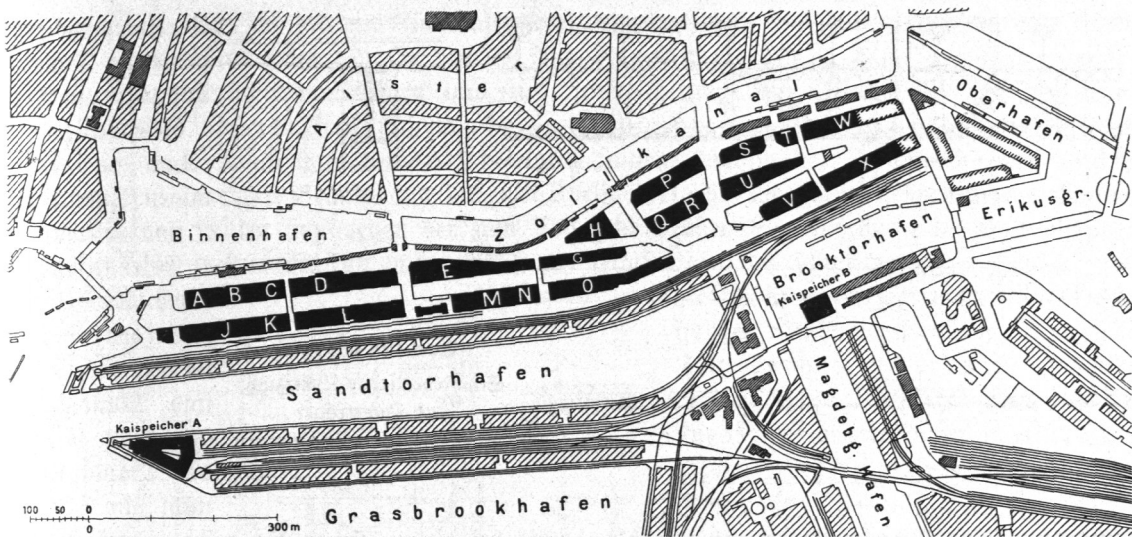 Alster
Zollkanal
Oberhafen
Binnenhafen
Erikusgr.
Brooktorhafen
Kaispeicher B
A B C D E G H
J K L M N O
P Q R S T U V W X
Sandtorhafen
Magdebg. Hafen
Kaispeicher A
Grasbrookhafen
100 50 0 300 m
0